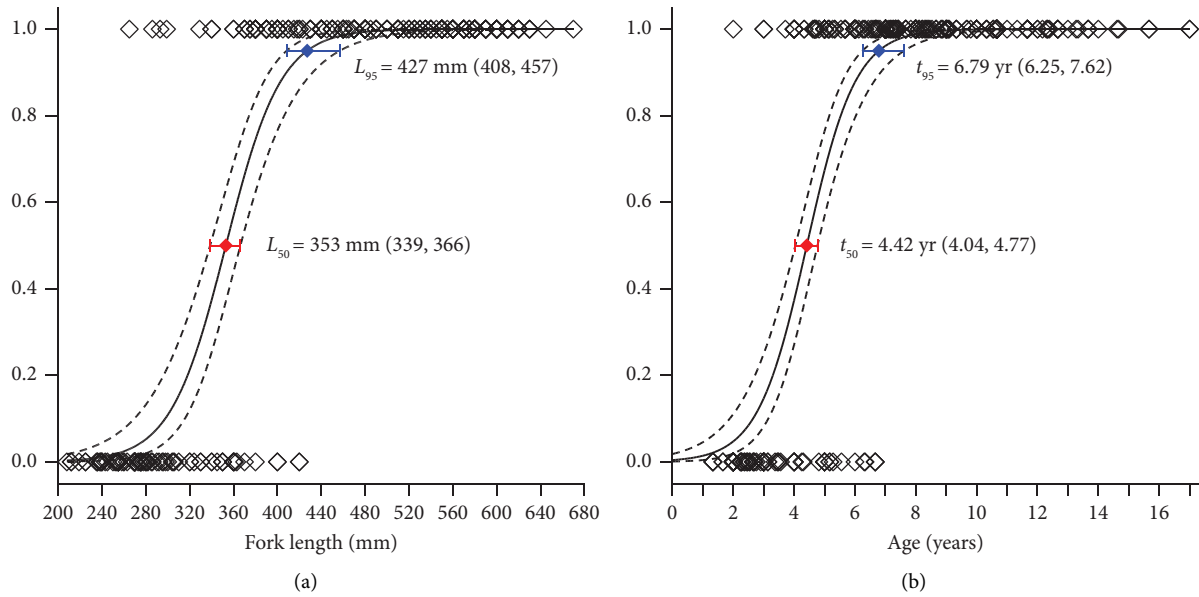 1.0
0.8
0.6
0.4
0.2
0.0
L95 = 427 mm (408, 457)
L50 = 353 mm (339, 366)
200 240 280 320 360 400 440 480 520 560 600 640 680
Fork length (mm)
(a)
1.0
0.8
0.6
0.4
0.2
0.0
t95 = 6.79 yr (6.25, 7.62)
t50 = 4.42 yr (4.04, 4.77)
0 2 4 6 8 10 12 14 16
Age (years)
(b)